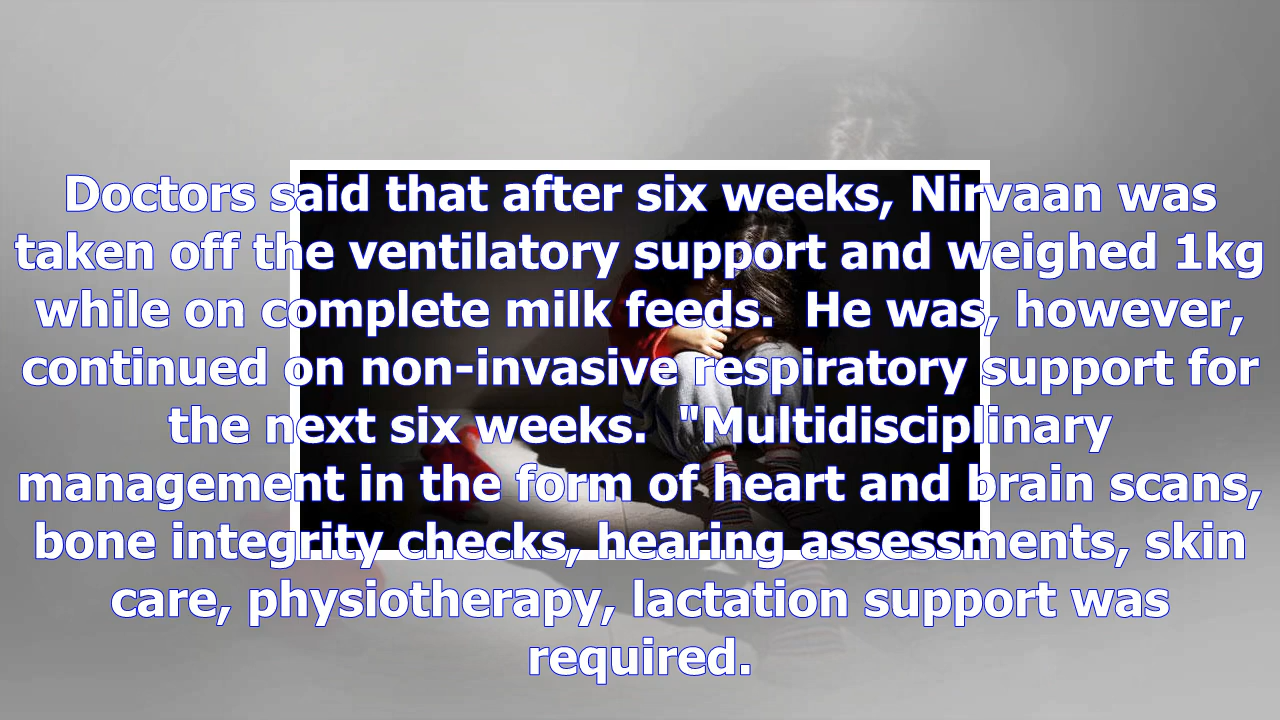 Doctors said that after six weeks, Nirvaan was
taken off the ventilatory support and weighed 1kg
while on complete milk feeds.  He was, however,
continued on non-invasive respiratory support for
the next six weeks.  "Multidisciplinary
management in the form of heart and brain scans,
bone integrity checks, hearing assessments, skin
care, physiotherapy, lactation support was
required.